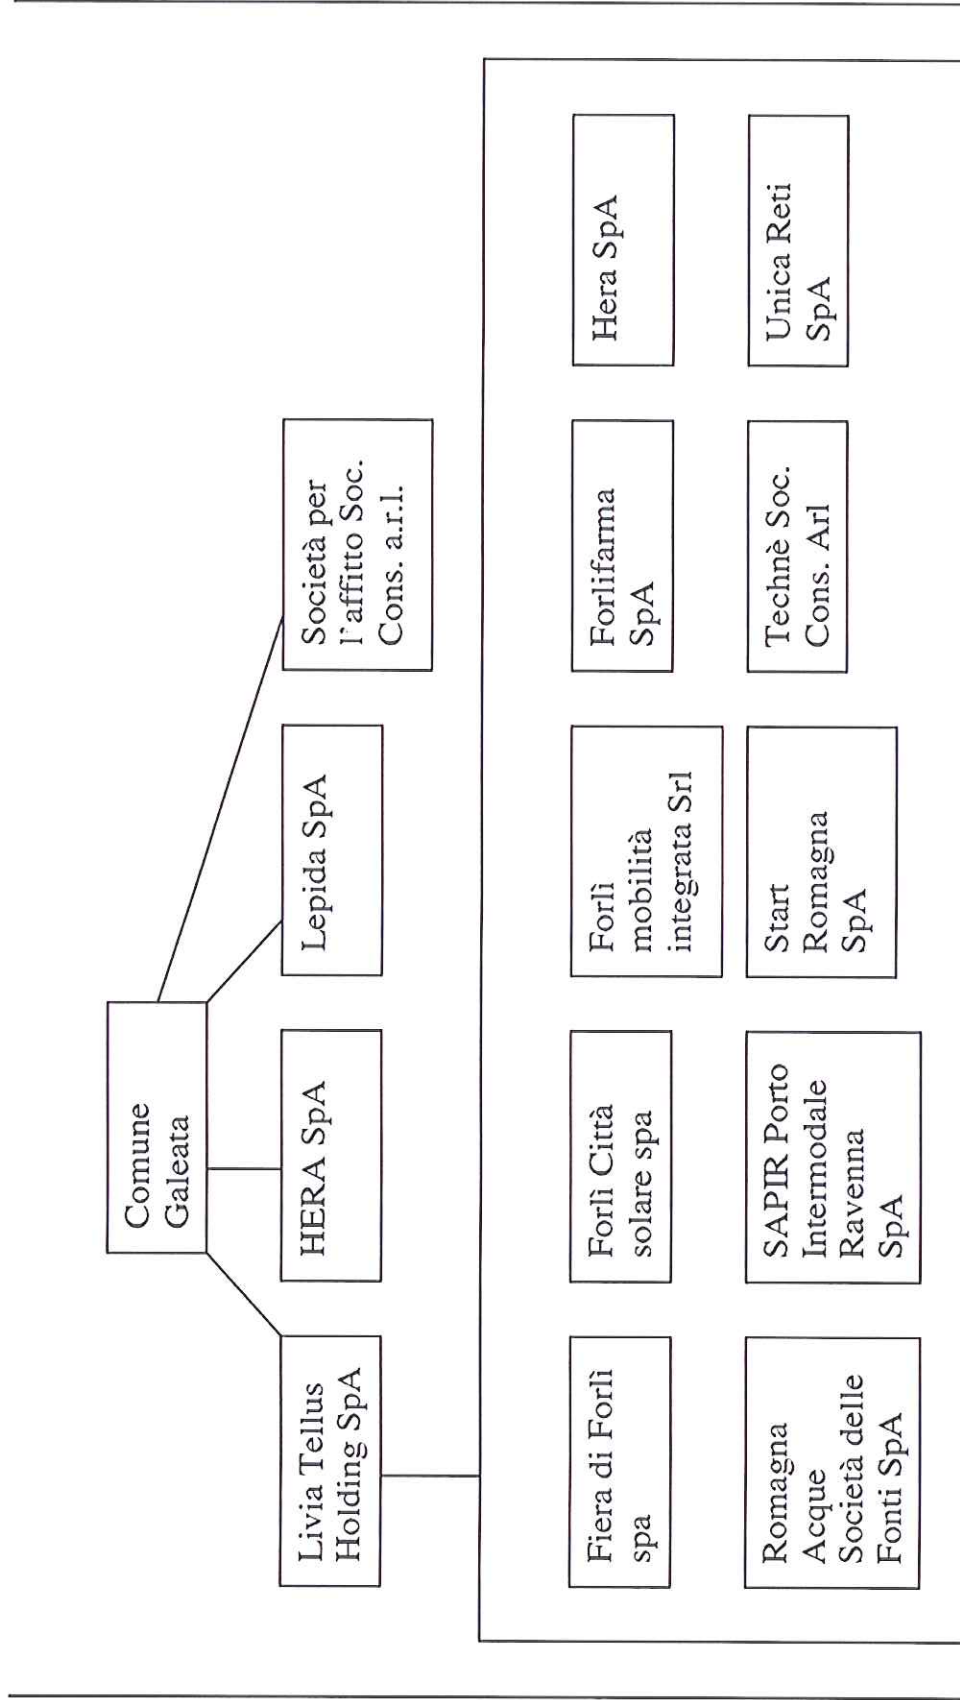 Comune
Galeata
Livia Tellus
Holding SpA
HERA SpA
Lepida SpA
Società per
l'affitto Soc.
Cons. a.r.l.
Fiera di Forlì
spa
Forlì Città
solare spa
Forlì
mobilità
integrata Srl
Forlifarma
SpA
Hera SpA
Romagna
Acque
Società delle
Fonti SpA
SAPIR Porto
Intermodale
Ravenna
SpA
Start
Romagna
SpA
Technè Soc.
Cons. Arl
Unica Reti
SpA